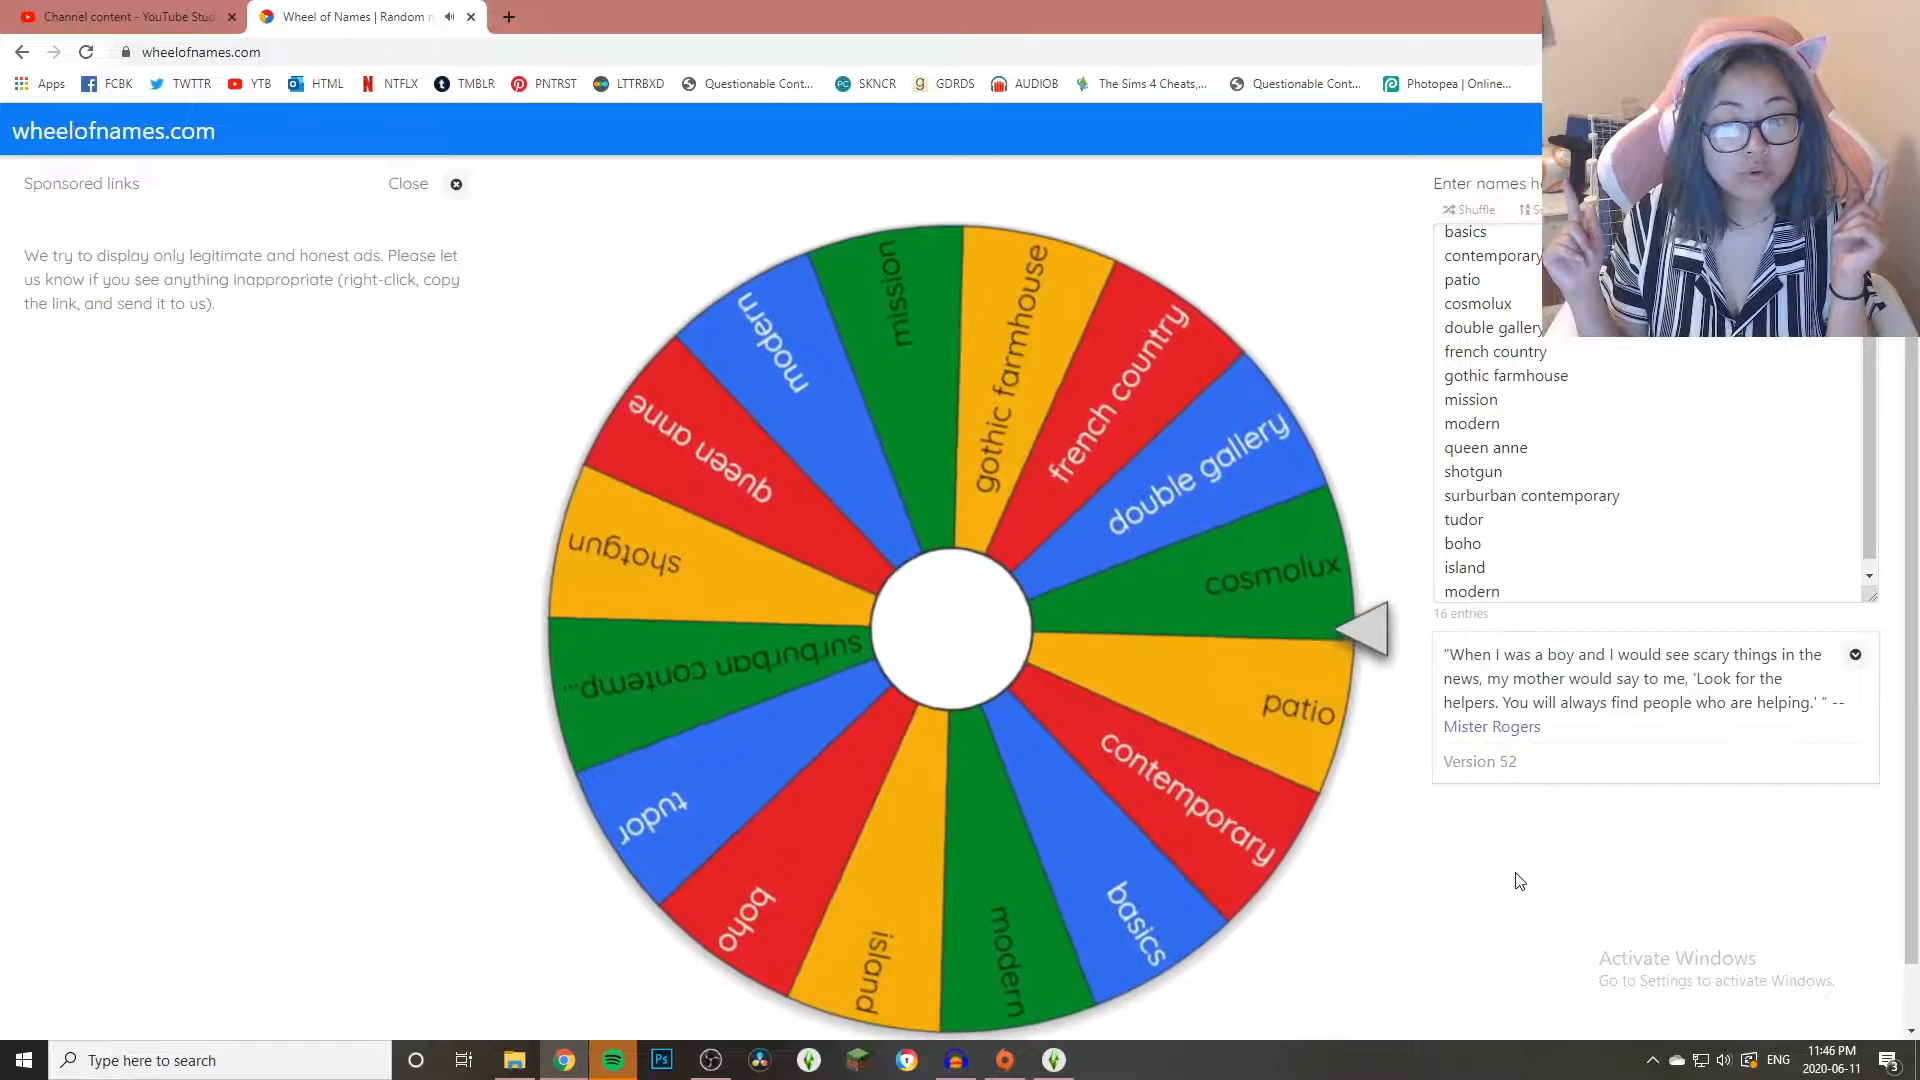 Channel content - YouTube Stud
Wheel of Names | Random n
wheelofnames.com
Apps
FCBK
TWTTR
YTB
HTML
NTFLX
TMBLR
PNTRST
LTTRBXD
Questionable Cont...
SKNCR
GDRDS
AUDIOB
The Sims 4 Cheats,...
Questionable Cont...
Photopea | Online...
wheelofnames.com
Sponsored links
Close
We try to display only legitimate and honest ads. Please let
us know if you see anything inappropriate (right-click, copy
the link, and send it to us).
mission
gothic farmhouse
french country
double gallery
cosmolux
patio
contemporary
basics
modern
island
boho
tudor
surburban contemp...
shotgun
queen anne
modern
Enter names he
Shuffle
basics
contemporary
patio
cosmolux
double gallery
french country
gothic farmhouse
mission
modern
queen anne
shotgun
surburban contemporary
tudor
boho
island
modern
16 entries
"When I was a boy and I would see scary things in the
news, my mother would say to me, 'Look for the
helpers. You will always find people who are helping.' " --
Mister Rogers
Version 52
Activate Windows
Go to Settings to activate Windows.
Type here to search
Ps
ENG
11:46 PM
2020-06-11
3